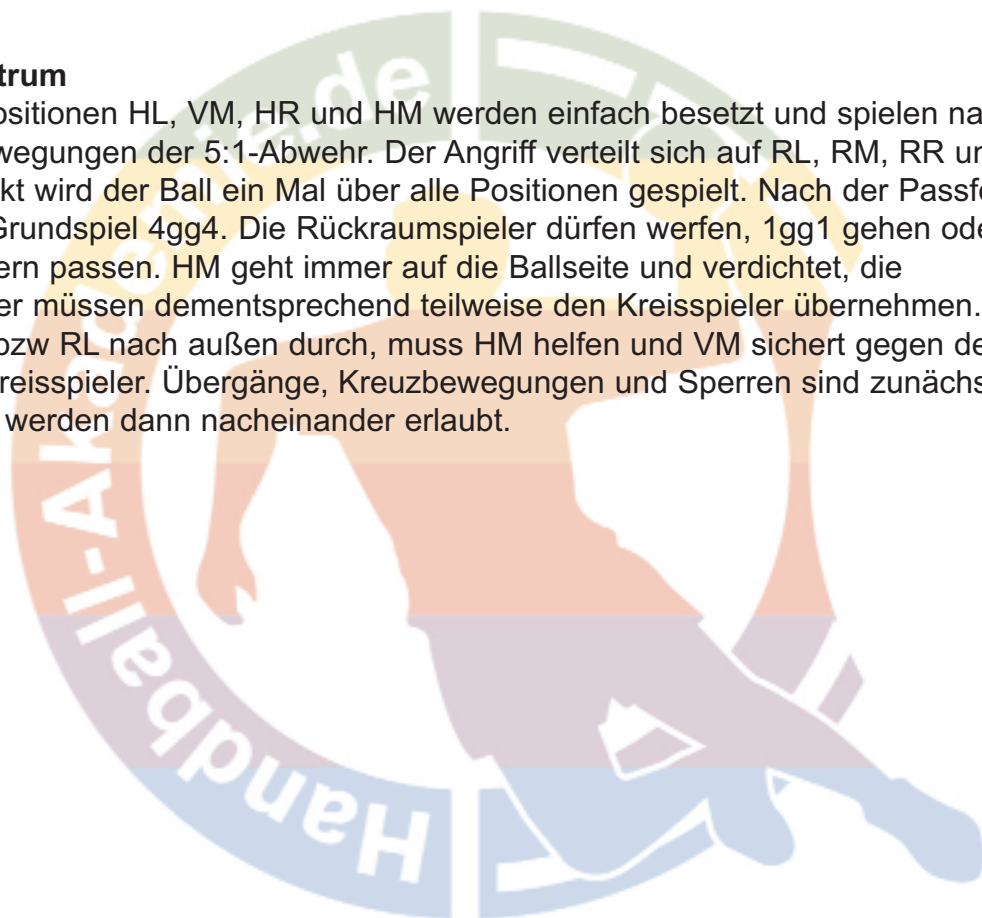 trum
ositionen HL, VM, HR und HM werden einfach besetzt und spielen na
wegungen der 5:1-Abwehr. Der Angriff verteilt sich auf RL, RM, RR un
kt wird der Ball ein Mal über alle Positionen gespielt. Nach der Passfo
Grundspiel 4gg4. Die Rückraumspieler dürfen werfen, 1gg1 gehen ode
ern passen. HM geht immer auf die Ballseite und verdichtet, die
er müssen dementsprechend teilweise den Kreisspieler übernehmen.
bzw RL nach außen durch, muss HM helfen und VM sichert gegen de
reisspieler. Übergänge, Kreuzbewegungen und Sperren sind zunächs
werden dann nacheinander erlaubt.
Handball-Akademie.de